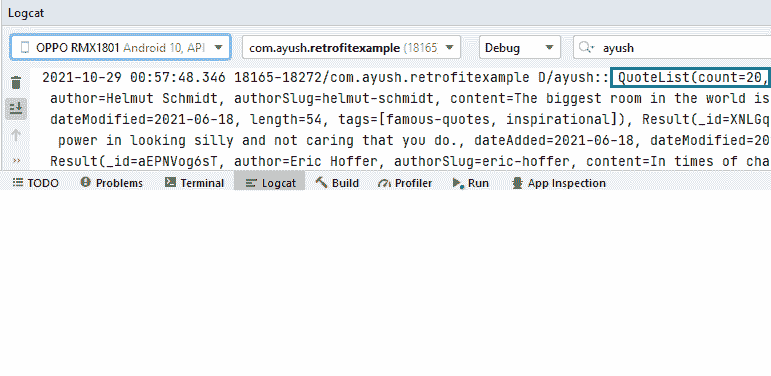 Logcat
OPPO RMX1801 Android 10, API com.ayush.retrofitexample (18165 Debug ayush
2021-10-29 00:57:48.346 18165-18272/com.ayush.retrofitexample D/ayush:: QuoteList(count=20,
author=Helmut Schmidt, authorSlug=helmut-schmidt, content=The biggest room in the world is
dateModified=2021-06-18, length=54, tags=[famous-quotes, inspirational]), Result(_id=XNLGq
power in looking silly and not caring that you do., dateAdded=2021-06-18, dateModified=20
Result(_id=aEPNVog6sT, author=Eric Hoffer, authorSlug=eric-hoffer, content=In times of cha
TODO Problems Terminal Logcat Build Profiler Run App Inspection